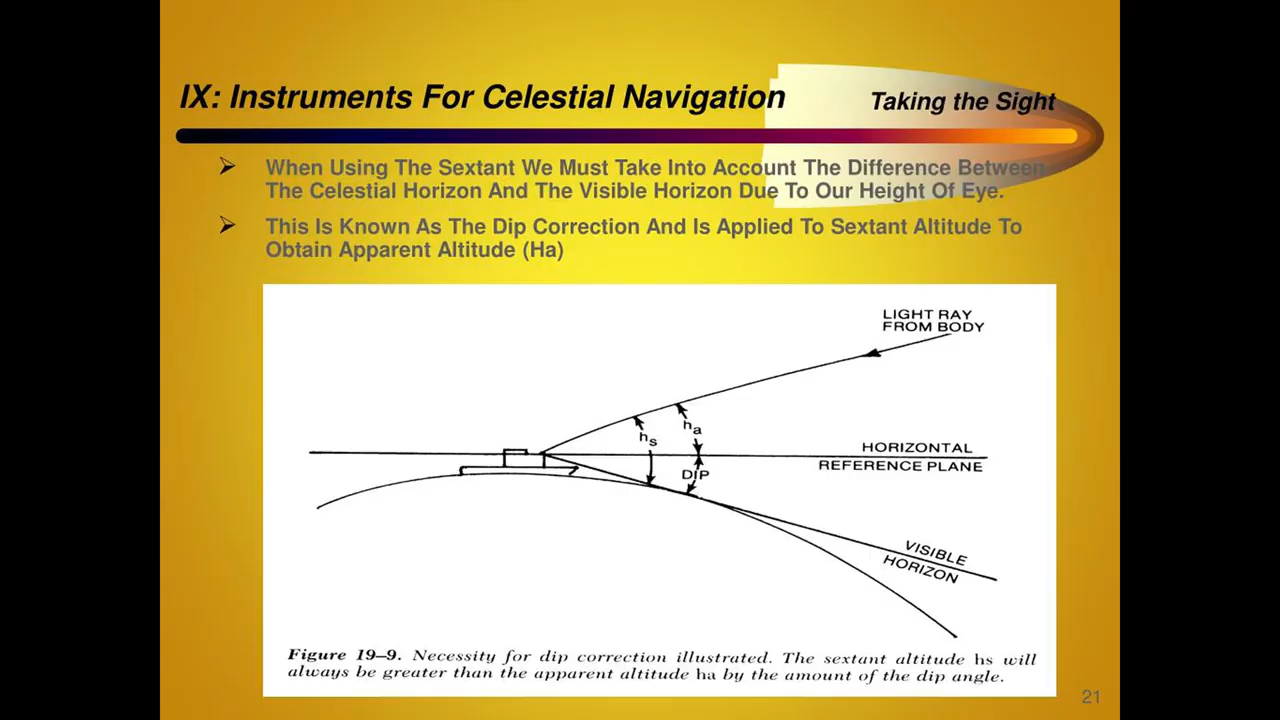 IX: Instruments For Celestial Navigation
Taking the Sight
When Using The Sextant We Must Take Into Account The Difference Between
The Celestial Horizon And The Visible Horizon Due To Our Height Of Eye.
This Is Known As The Dip Correction And Is Applied To Sextant Altitude To
Obtain Apparent Altitude (Ha)
LIGHT RAY
FROM BODY
ha
hs
HORIZONTAL
REFERENCE PLANE
DIP
VISIBLE
HORIZON
Figure 19–9. Necessity for dip correction illustrated. The sextant altitude hs will
always be greater than the apparent altitude ha by the amount of the dip angle.
21